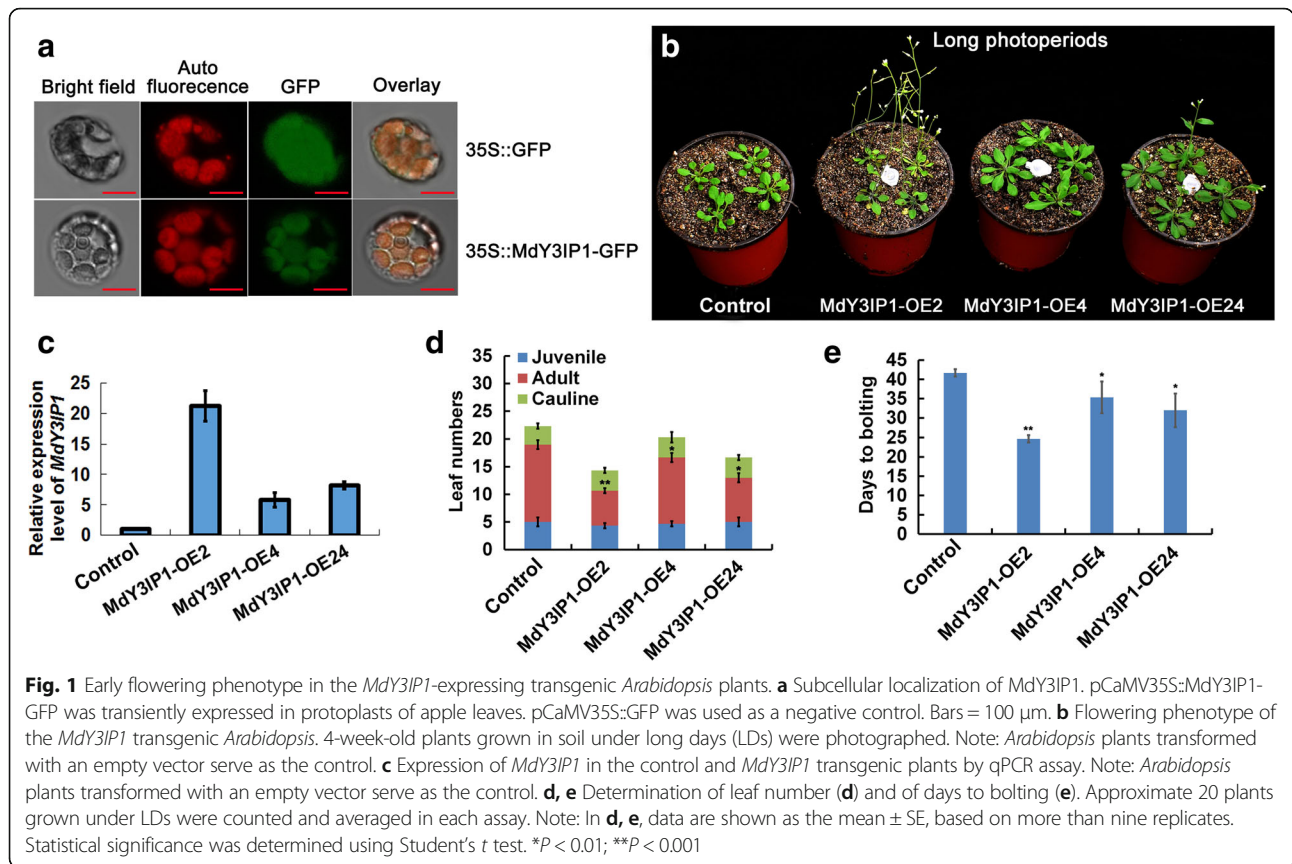 a
Bright field
Auto
fluorecence
GFP
Overlay
35S::GFP
35S::MdY3IP1-GFP
b
Long photoperiods
Control
MdY3IP1-OE2
MdY3IP1-OE4
MdY3IP1-OE24
c
Relative expression
level of MdY3IP1
25
20
15
10
5
0
Control
MdY3IP1-OE2
MdY3IP1-OE4
MdY3IP1-OE24
d
Leaf numbers
35
30
25
20
15
10
5
0
Juvenile
Adult
Cauline
**
*
*
Control
MdY3IP1-OE2
MdY3IP1-OE4
MdY3IP1-OE24
e
Days to bolting
45
40
35
30
25
20
15
10
5
0
**
*
*
Control
MdY3IP1-OE2
MdY3IP1-OE4
MdY3IP1-OE24
Fig. 1 Early flowering phenotype in the MdY3IP1-expressing transgenic Arabidopsis plants. a Subcellular localization of MdY3IP1. pCaMV35S::MdY3IP1-
GFP was transiently expressed in protoplasts of apple leaves. pCaMV35S::GFP was used as a negative control. Bars = 100 μm. b Flowering phenotype of
the MdY3IP1 transgenic Arabidopsis. 4-week-old plants grown in soil under long days (LDs) were photographed. Note: Arabidopsis plants transformed
with an empty vector serve as the control. c Expression of MdY3IP1 in the control and MdY3IP1 transgenic plants by qPCR assay. Note: Arabidopsis
plants transformed with an empty vector serve as the control. d, e Determination of leaf number (d) and of days to bolting (e). Approximate 20 plants
grown under LDs were counted and averaged in each assay. Note: In d, e, data are shown as the mean ± SE, based on more than nine replicates.
Statistical significance was determined using Student's t test. *P < 0.01; **P < 0.001